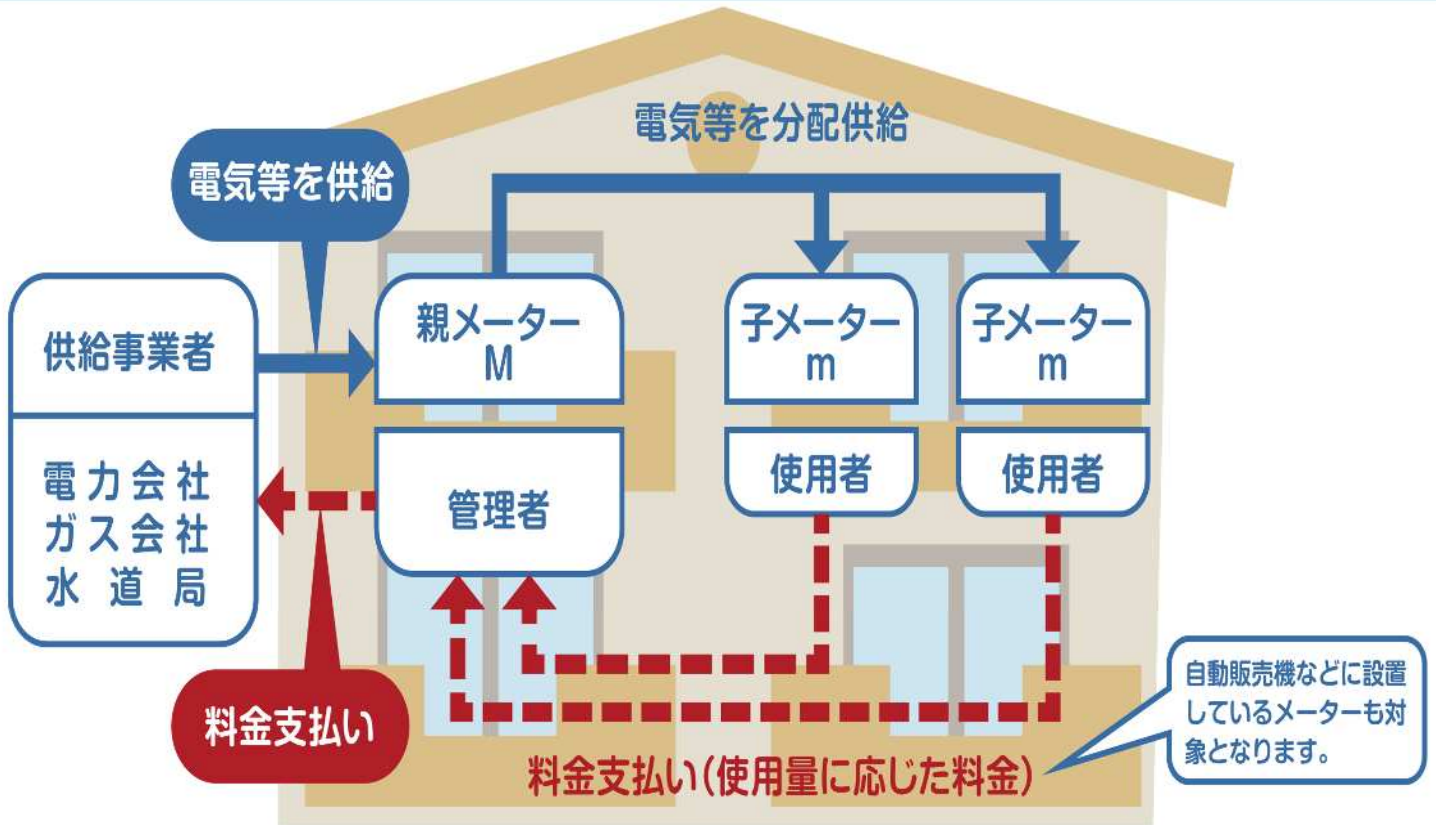 電気等を分配供給
電気等を供給
供給事業者
電力会社
ガス会社
水道局
親メーター
M
管理者
子メーター
m
使用者
子メーター
m
使用者
料金支払い
料金支払い(使用量に応じた料金)
自動販売機などに設置
しているメーターも対
象となります。